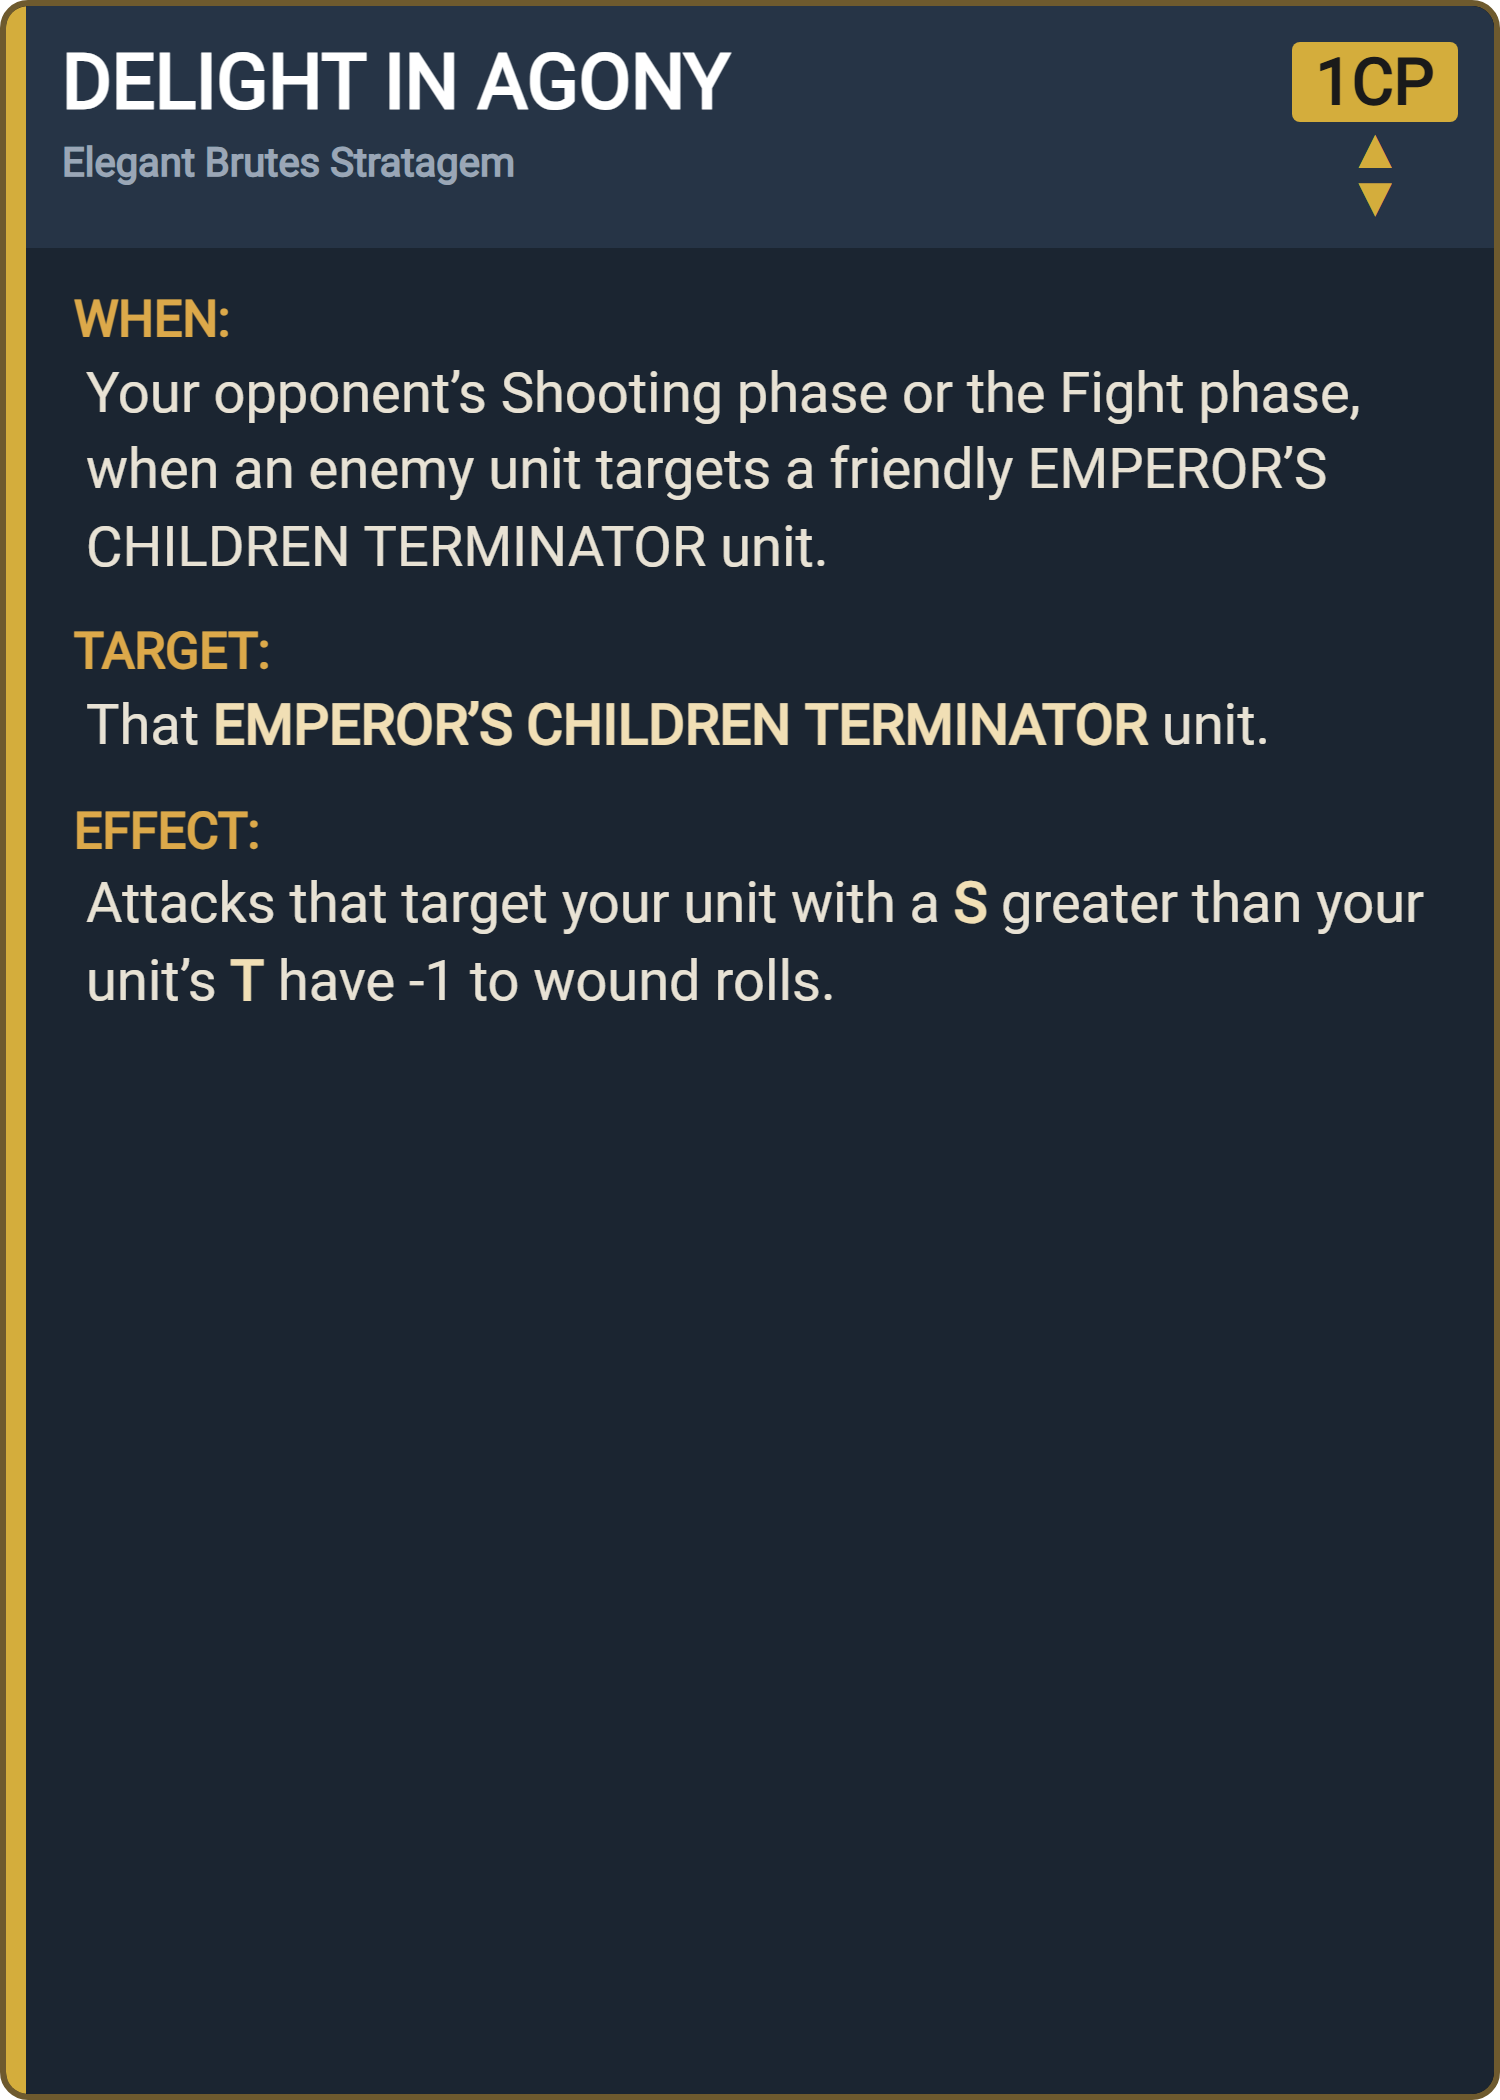 DELIGHT IN AGONY
Elegant Brutes Stratagem
1CP
▲
▼
WHEN:
Your opponent’s Shooting phase or the Fight phase,
when an enemy unit targets a friendly EMPEROR’S
CHILDREN TERMINATOR unit.
TARGET:
That EMPEROR’S CHILDREN TERMINATOR unit.
EFFECT:
Attacks that target your unit with a S greater than your
unit’s T have -1 to wound rolls.